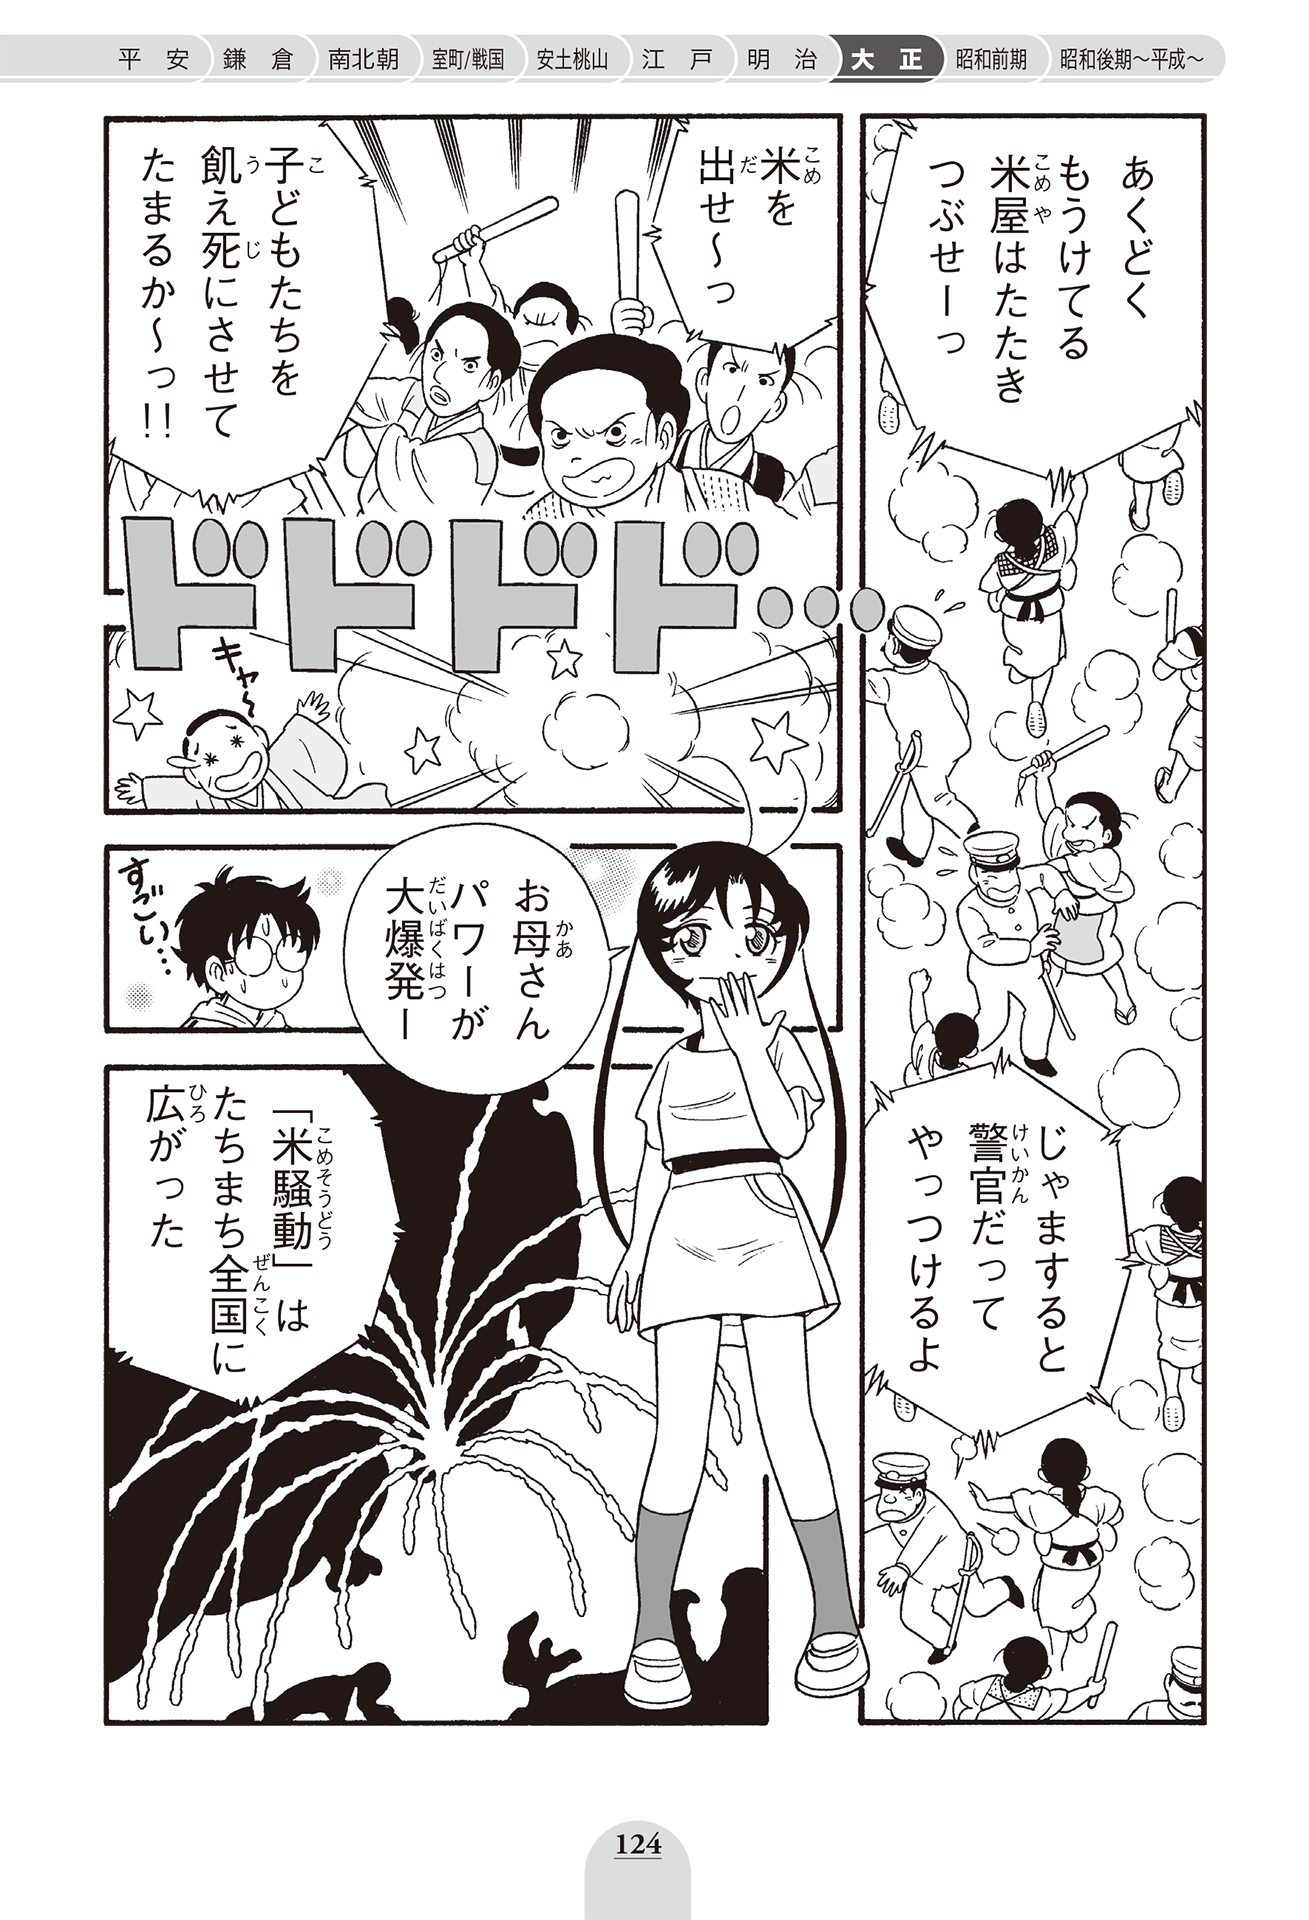 平安
鎌倉
南北朝
室町/戦国
安土桃山
江戸
明治
大正
昭和前期
昭和後期～平成～
あくどく
もうけてる
米屋はたたき
つぶせーっ
じゃますると
警官だって
やっつけるよ
米を
出せ～っ
子どもたちを
飢え死にさせて
たまるか～っ!!
ドドドド…
キャ～
お母さん
パワーが
大爆発ー
すごい…
「米騒動」は
たちまち全国に
広がった
124